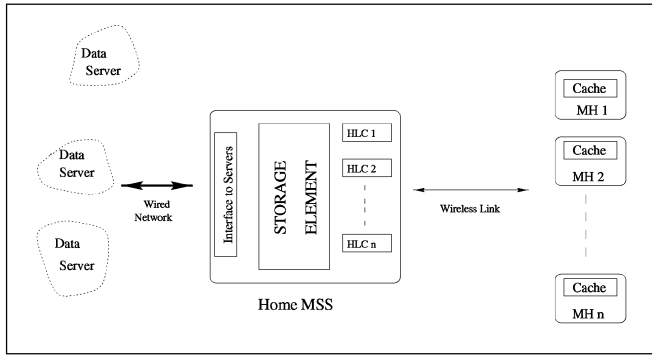 Data
Server
Data
Server
Data
Server
Wired
Network
Interface to Servers
STORAGE
ELEMENT
HLC 1
HLC 2
HLC n
Home MSS
Wireless Link
Cache
MH 1
Cache
MH 2
Cache
MH n